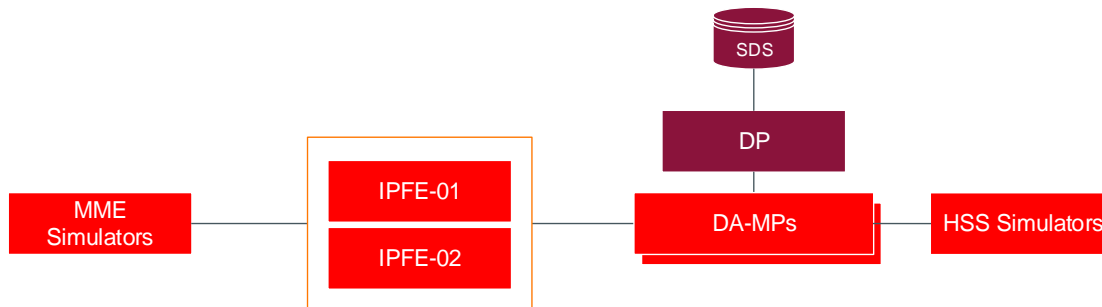 SDS
DP
MME
Simulators
IPFE-01
IPFE-02
DA-MPs
HSS Simulators